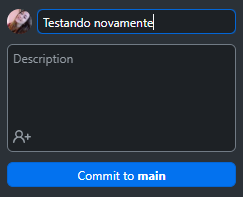 Testando novamente
Description
Commit to main